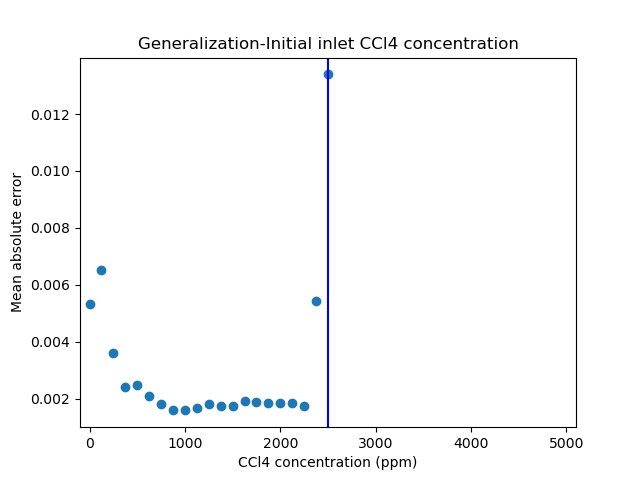 Generalization-Initial inlet CCl4 concentration
Mean absolute error
0.012
0.010
0.008
0.006
0.004
0.002
0 1000 2000 3000 4000 5000
CCl4 concentration (ppm)